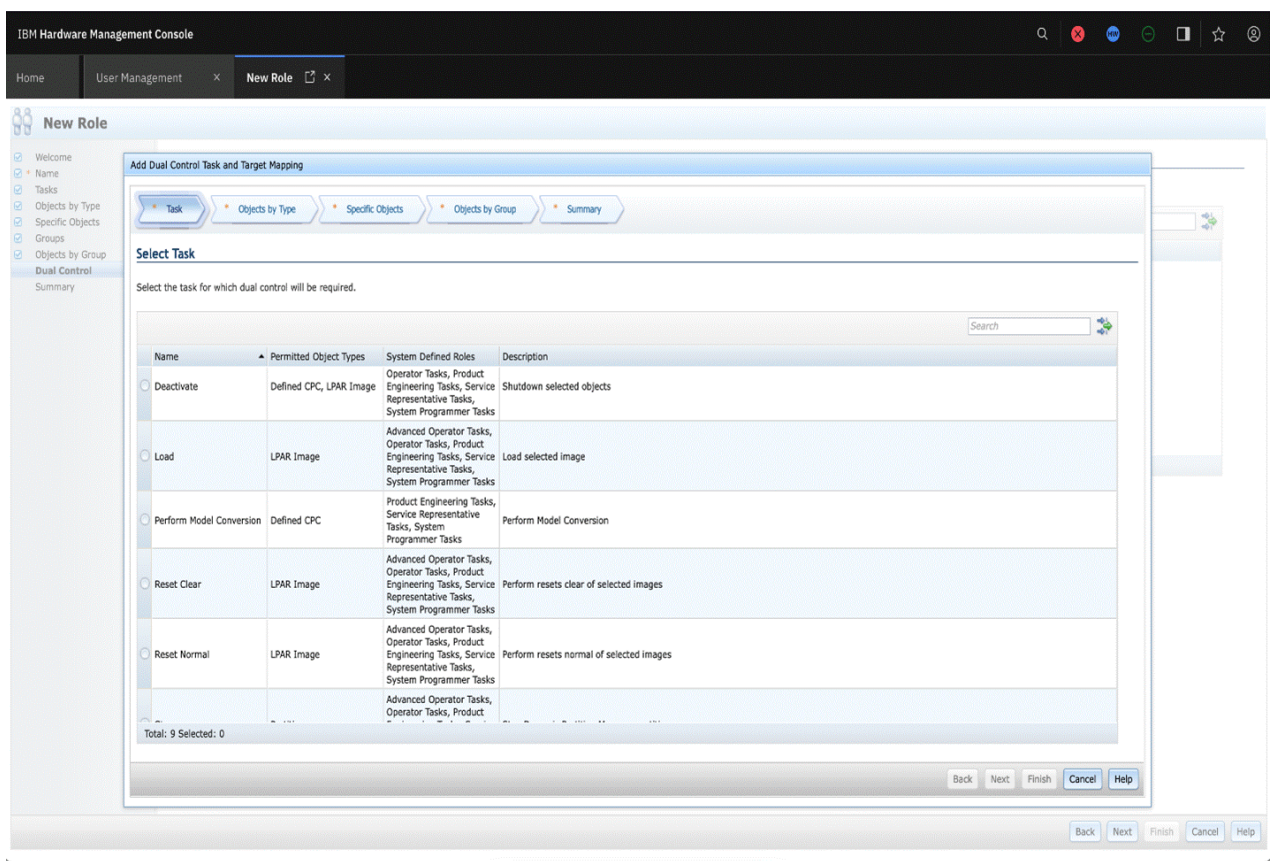 IBM Hardware Management Console
HW
Home
User Management ×
New Role ×
New Role
Welcome
* Name
Tasks
Objects by Type
Specific Objects
Groups
Objects by Group
Dual Control
Summary
Add Dual Control Task and Target Mapping
* Task
* Objects by Type
* Specific Objects
* Objects by Group
* Summary
Select Task
Select the task for which dual control will be required.
Search
Name Permitted Object Types System Defined Roles Description
Deactivate
Defined CPC, LPAR Image
Operator Tasks, Product
Engineering Tasks, Service
Representative Tasks,
System Programmer Tasks
Shutdown selected objects
Load
LPAR Image
Advanced Operator Tasks,
Operator Tasks, Product
Engineering Tasks, Service
Representative Tasks,
System Programmer Tasks
Load selected image
Perform Model Conversion
Defined CPC
Product Engineering Tasks,
Service Representative
Tasks, System
Programmer Tasks
Perform Model Conversion
Reset Clear
LPAR Image
Advanced Operator Tasks,
Operator Tasks, Product
Engineering Tasks, Service
Representative Tasks,
System Programmer Tasks
Perform resets clear of selected images
Reset Normal
LPAR Image
Advanced Operator Tasks,
Operator Tasks, Product
Engineering Tasks, Service
Representative Tasks,
System Programmer Tasks
Perform resets normal of selected images
Advanced Operator Tasks,
Operator Tasks, Product
Total: 9 Selected: 0
Back Next Finish Cancel Help
Back Next Finish Cancel Help